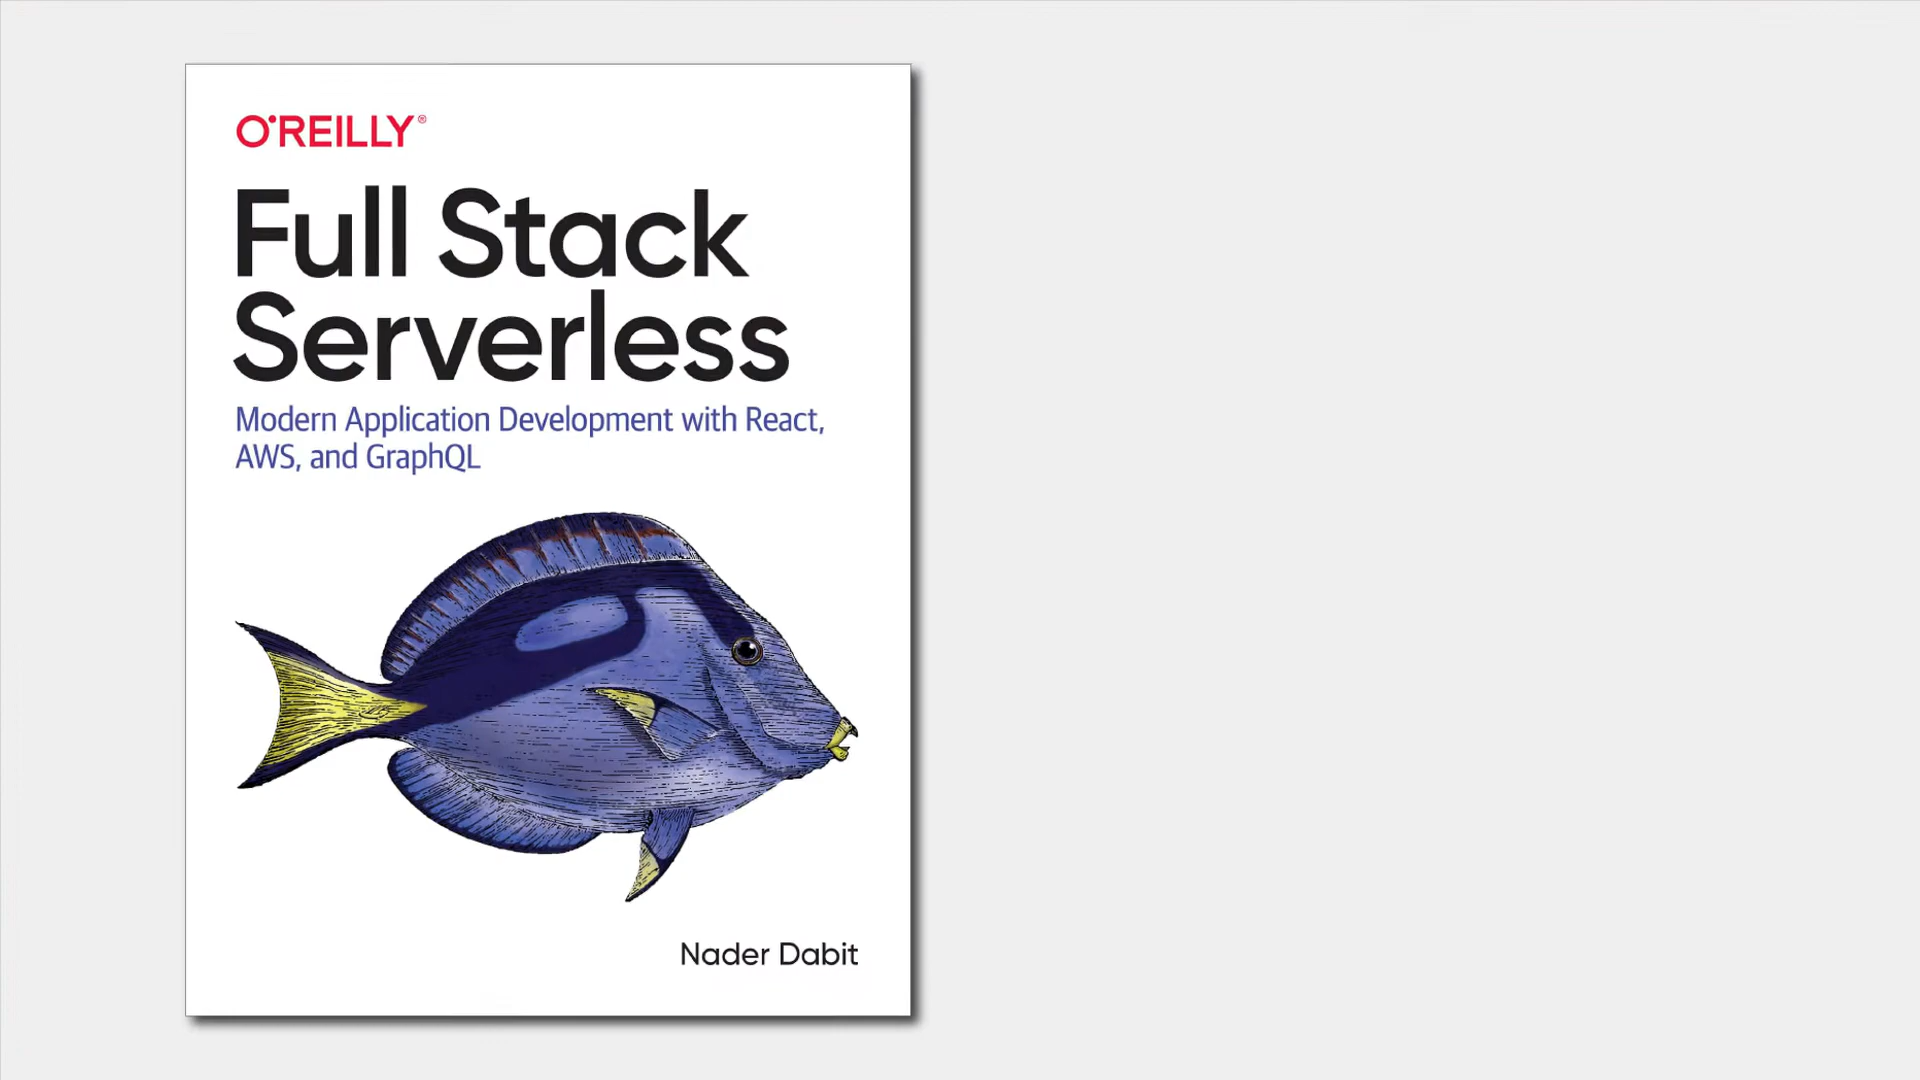 O'REILLY®
Full Stack
Serverless
Modern Application Development with React,
AWS, and GraphQL
Nader Dabit